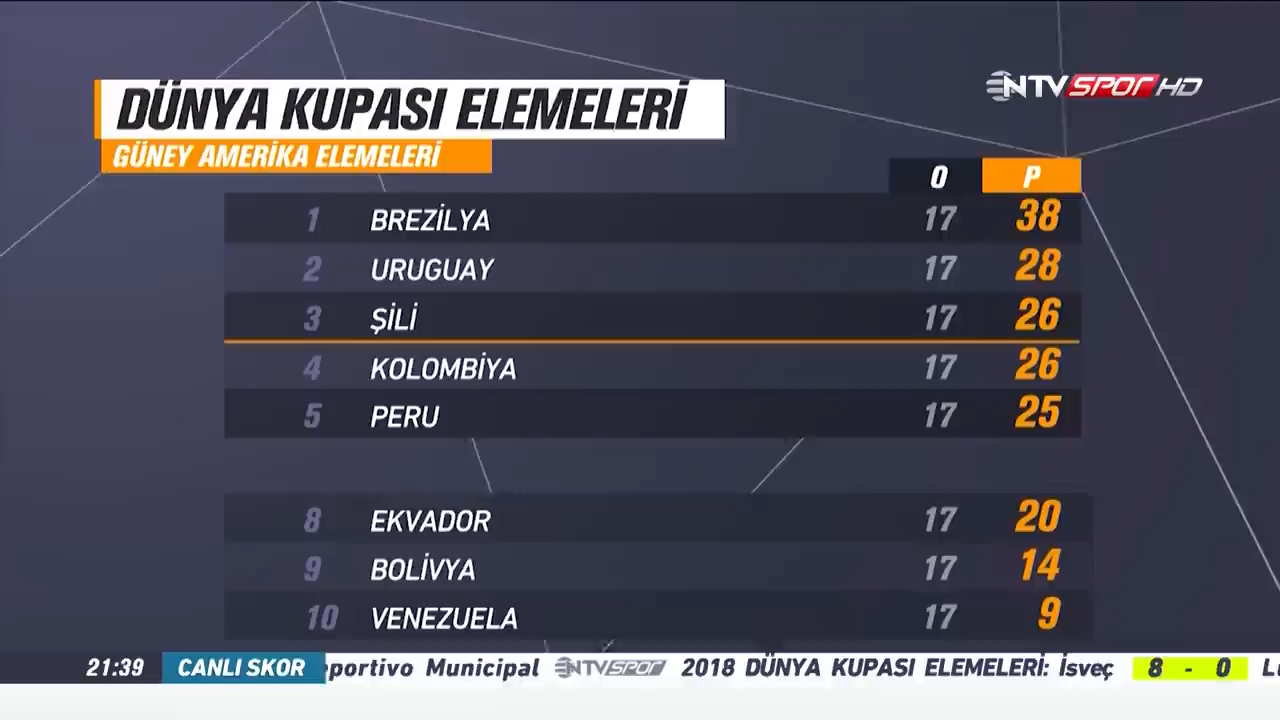 DÜNYA KUPASI ELEMELERİ
NTVSPOR HD
GÜNEY AMERİKA ELEMELERİ
O P
1 BREZİLYA 17 38
2 URUGUAY 17 28
3 ŞİLİ 17 26
4 KOLOMBİYA 17 26
5 PERU 17 25
8 EKVADOR 17 20
9 BOLİVYA 17 14
10 VENEZUELA 17 9
21:39 CANLI SKOR eportivo Municipal NTVSPOR 2018 DÜNYA KUPASI ELEMELERİ: İsveç 8 - 0